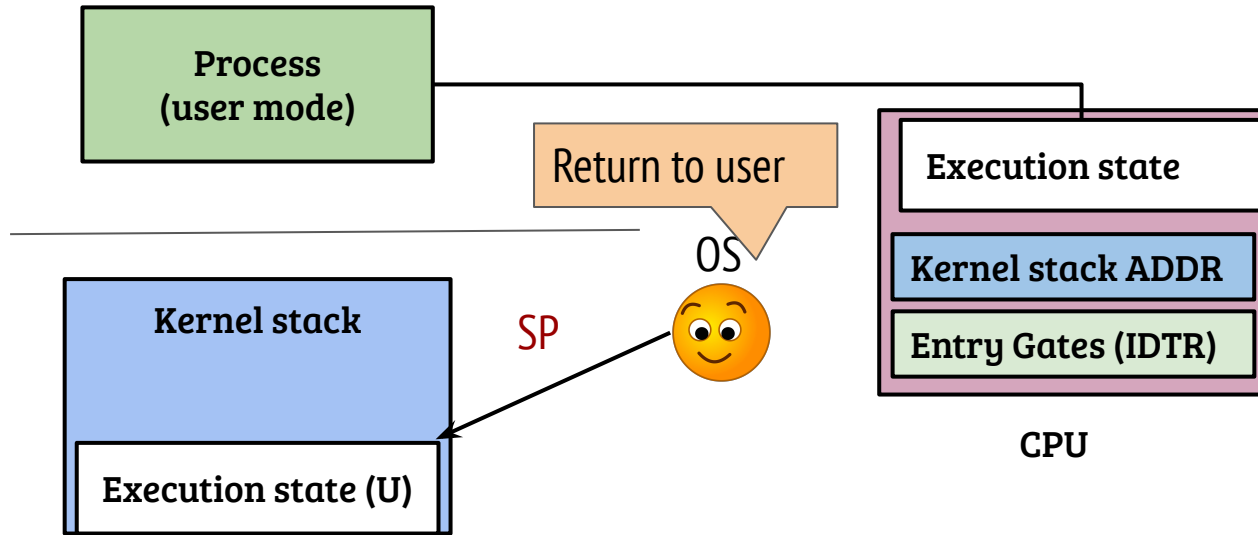 Process
(user mode)
Return to user
Execution state
OS
Kernel stack ADDR
Kernel stack
SP
Entry Gates (IDTR)
CPU
Execution state (U)